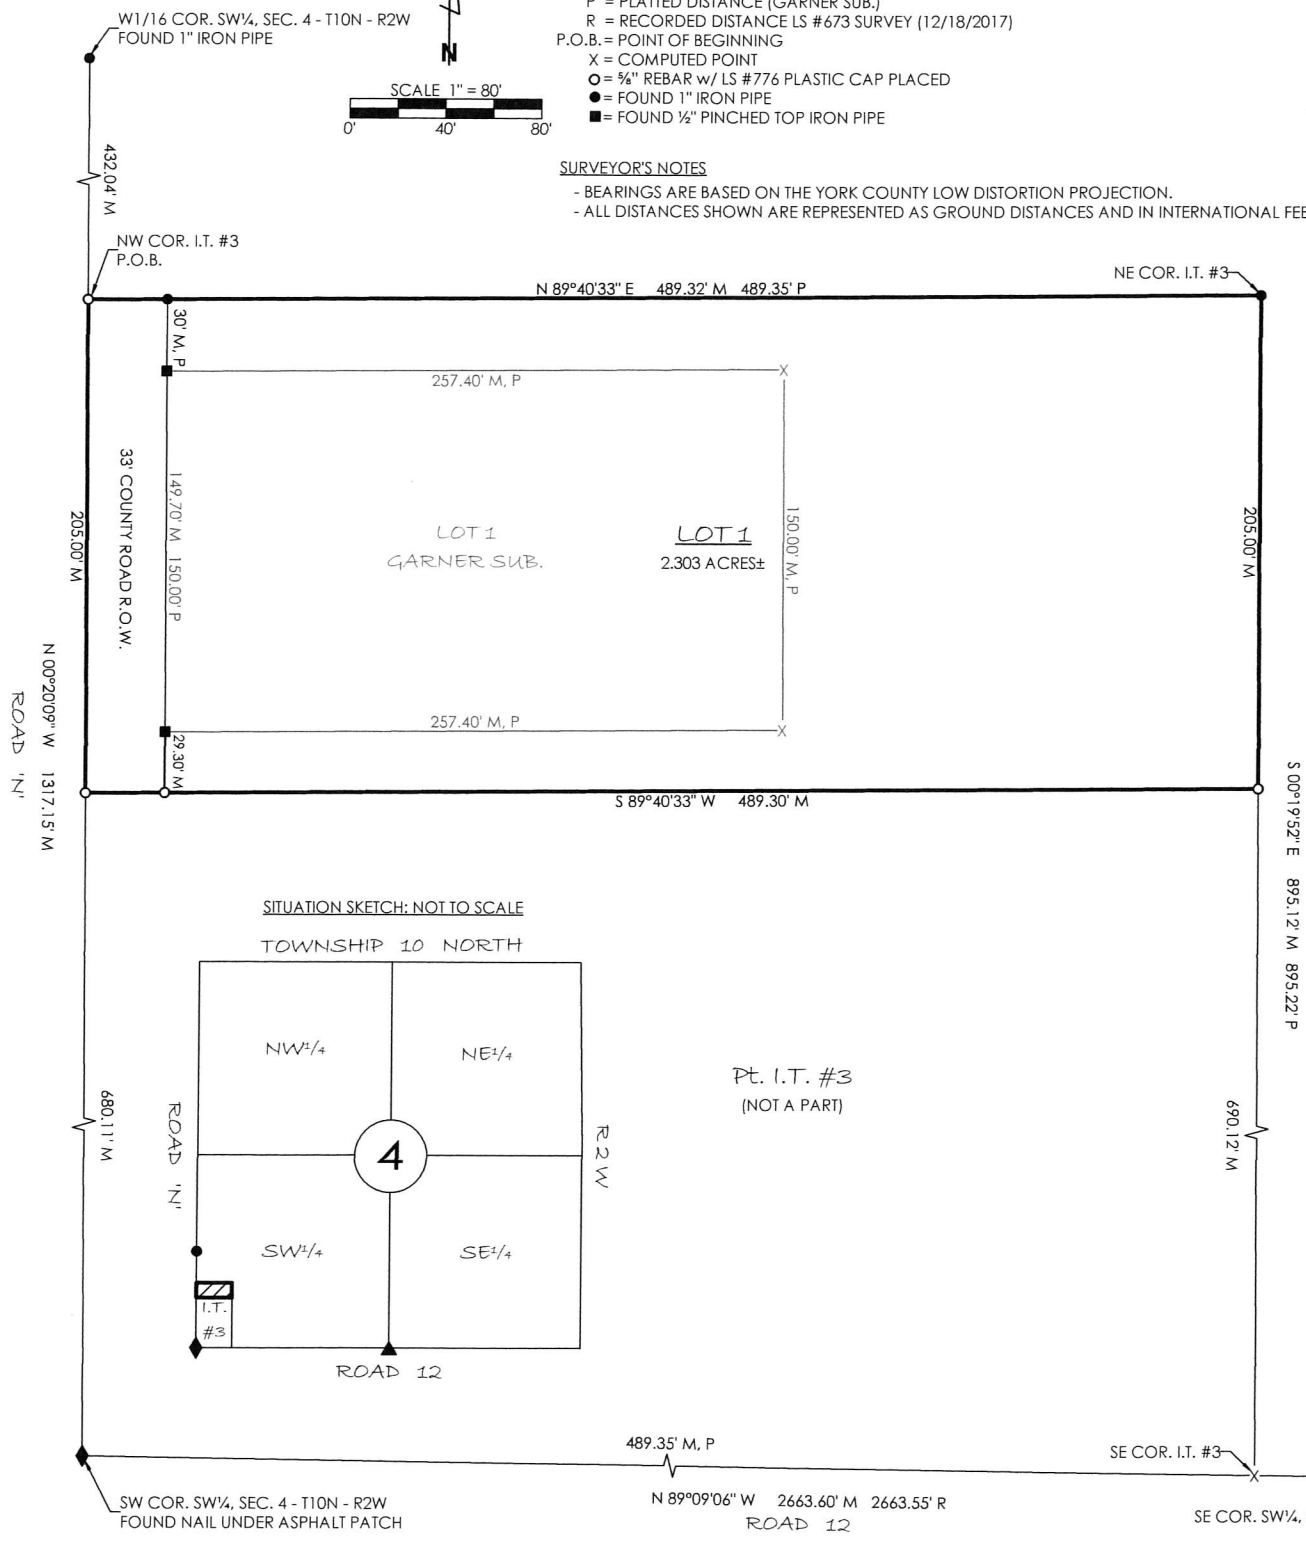 P = PLATTED DISTANCE (GARNER SUB.)
R = RECORDED DISTANCE LS #673 SURVEY (12/18/2017)
P.O.B. = POINT OF BEGINNING
X = COMPUTED POINT
= ⅝" REBAR w/ LS #776 PLASTIC CAP PLACED
= FOUND 1" IRON PIPE
= FOUND ½" PINCHED TOP IRON PIPE
W1/16 COR. SW¼, SEC. 4 - T10N - R2W
FOUND 1" IRON PIPE
N
SCALE 1" = 80'
0' 40' 80'
SURVEYOR'S NOTES
- BEARINGS ARE BASED ON THE YORK COUNTY LOW DISTORTION PROJECTION.
- ALL DISTANCES SHOWN ARE REPRESENTED AS GROUND DISTANCES AND IN INTERNATIONAL FEE
432.04' M
NW COR. I.T. #3
P.O.B.
NE COR. I.T. #3
N 89°40'33" E 489.32' M 489.35' P
30' M, P
257.40' M, P
X
33' COUNTY ROAD R.O.W.
149.70' M 150.00' P
205.00' M
LOT 1
GARNER SUB.
LOT 1
2.303 ACRES±
150.00' M, P
205.00' M
257.40' M, P
X
29.30' M
S 89°40'33" W 489.30' M
N 00°20'09" W 1317.15' M
ROAD 'N'
S 00°19'52" E 895.12' M 895.22' P
SITUATION SKETCH: NOT TO SCALE
TOWNSHIP 10 NORTH
NW¼
NE¼
ROAD 'N'
4
R 2 W
SW¼
SE¼
I.T.
#3
ROAD 12
Pt. I.T. #3
(NOT A PART)
680.11' M
690.12' M
489.35' M, P
SE COR. I.T. #3
X
N 89°09'06" W 2663.60' M 2663.55' R
ROAD 12
SW COR. SW¼, SEC. 4 - T10N - R2W
FOUND NAIL UNDER ASPHALT PATCH
SE COR. SW¼,